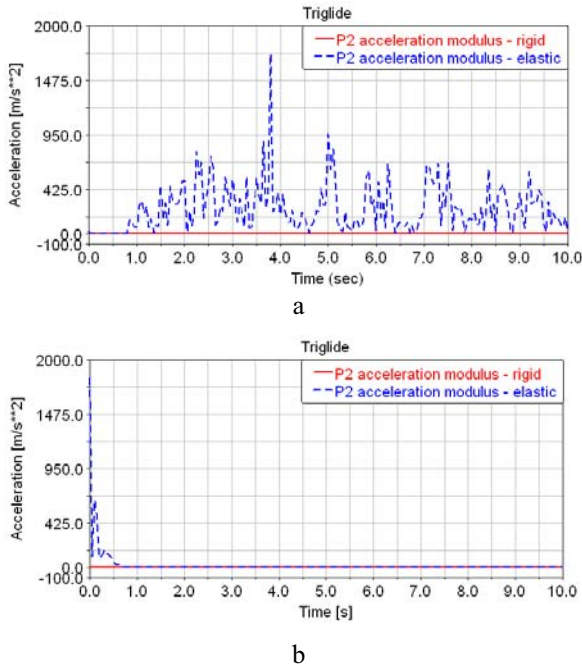 Triglide
2000.0
P2 acceleration modulus - rigid
P2 acceleration modulus - elastic
1475.0
950.0
425.0
0.0
-100.0
Acceleration [m/s**2]
0.0 1.0 2.0 3.0 4.0 5.0 6.0 7.0 8.0 9.0 10.0
Time (sec)
a
Triglide
2000.0
P2 acceleration modulus - rigid
P2 acceleration modulus - elastic
1475.0
950.0
425.0
0.0
-100.0
Acceleration [m/s**2]
0.0 1.0 2.0 3.0 4.0 5.0 6.0 7.0 8.0 9.0 10.0
Time [s]
b